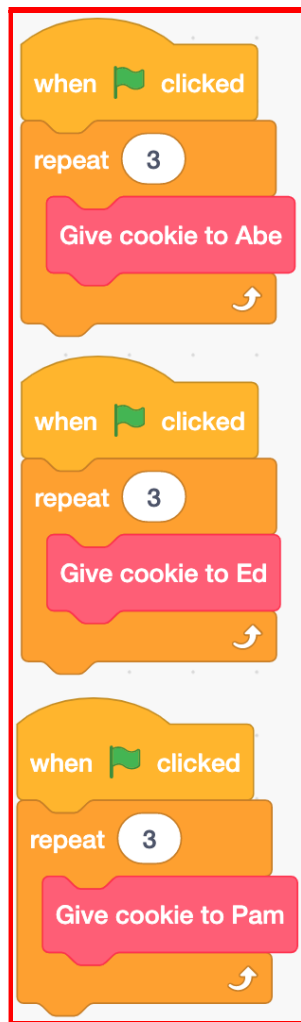 when clicked
repeat 3
Give cookie to Abe
when clicked
repeat 3
Give cookie to Ed
when clicked
repeat 3
Give cookie to Pam